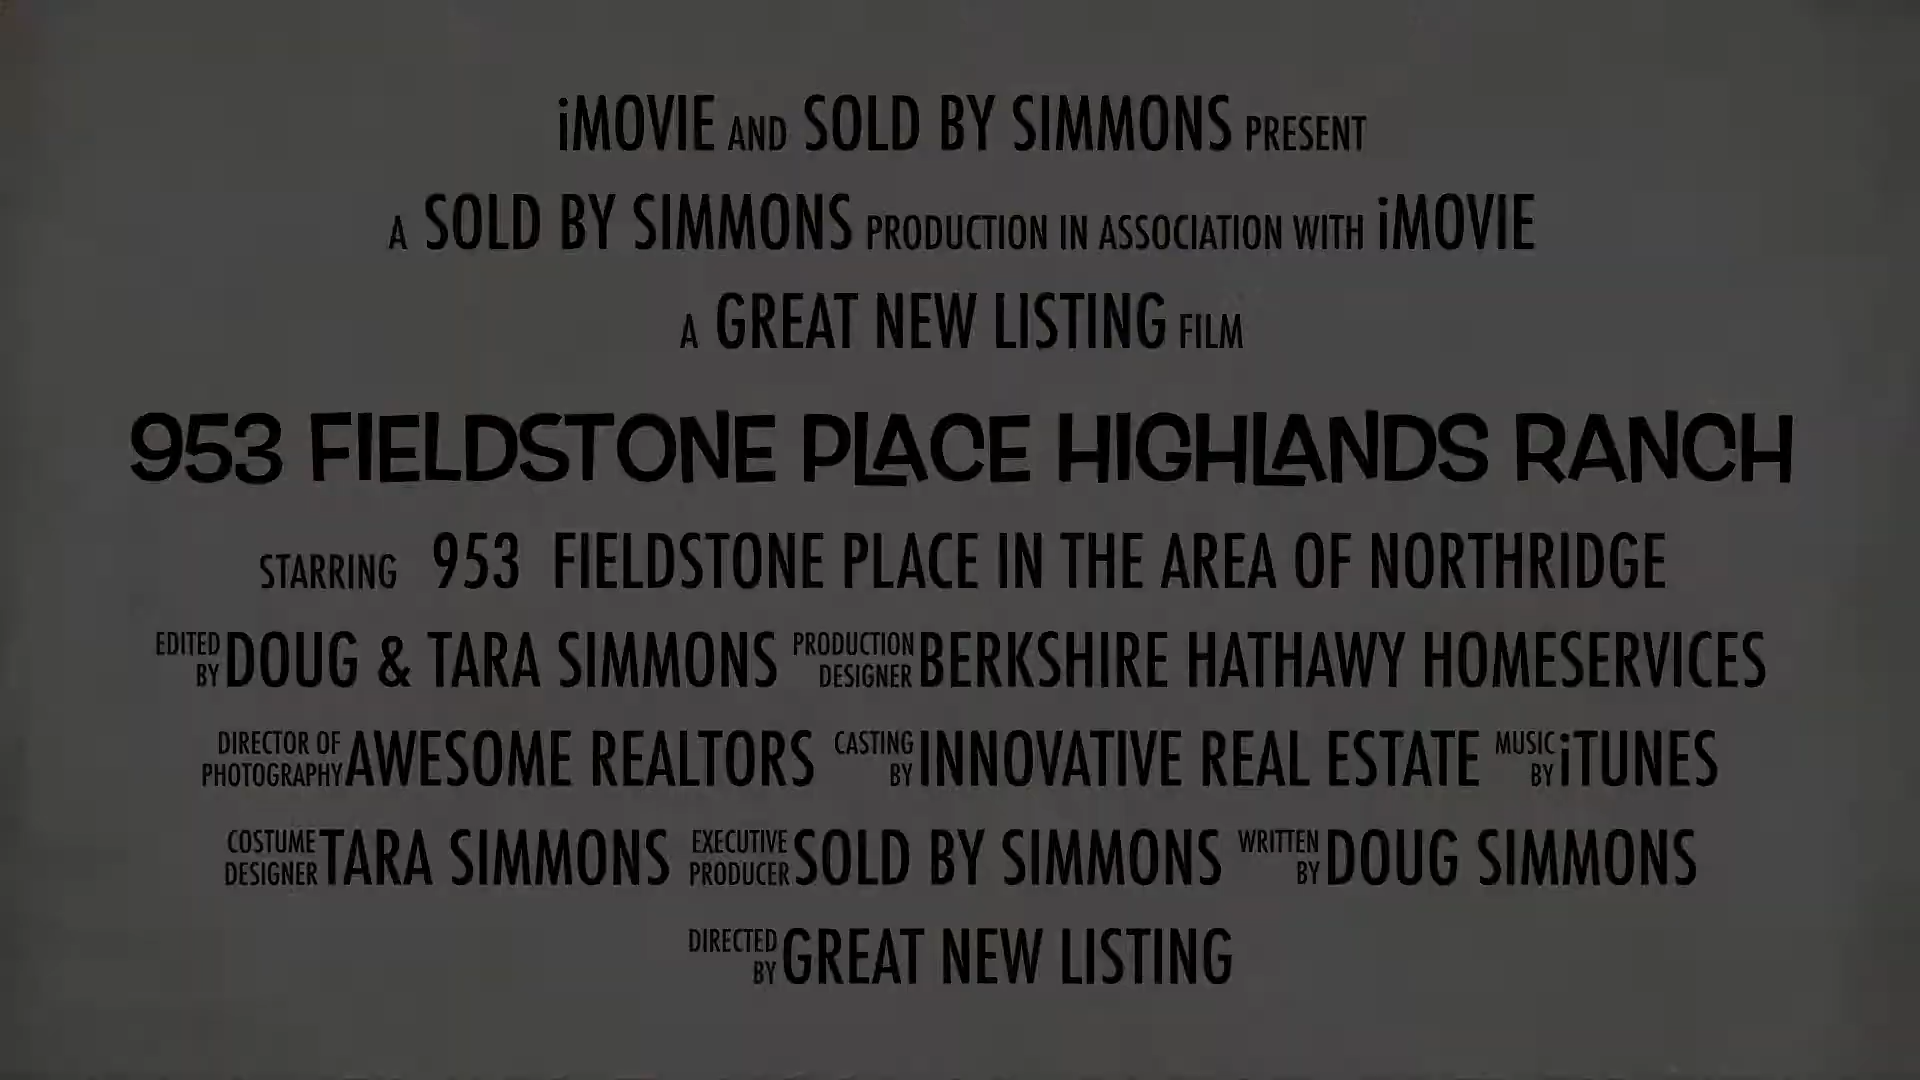 iMOVIE AND SOLD BY SIMMONS PRESENT
A SOLD BY SIMMONS PRODUCTION IN ASSOCIATION WITH iMOVIE
A GREAT NEW LISTING FILM
953 FIELDSTONE PLACE HIGHLANDS RANCH
STARRING 953 FIELDSTONE PLACE IN THE AREA OF NORTHRIDGE
EDITED BY DOUG & TARA SIMMONS PRODUCTION DESIGNER BERKSHIRE HATHAWY HOMESERVICES
DIRECTOR OF PHOTOGRAPHY AWESOME REALTORS CASTING BY INNOVATIVE REAL ESTATE MUSIC BY iTUNES
COSTUME DESIGNER TARA SIMMONS EXECUTIVE PRODUCER SOLD BY SIMMONS WRITTEN BY DOUG SIMMONS
DIRECTED BY GREAT NEW LISTING